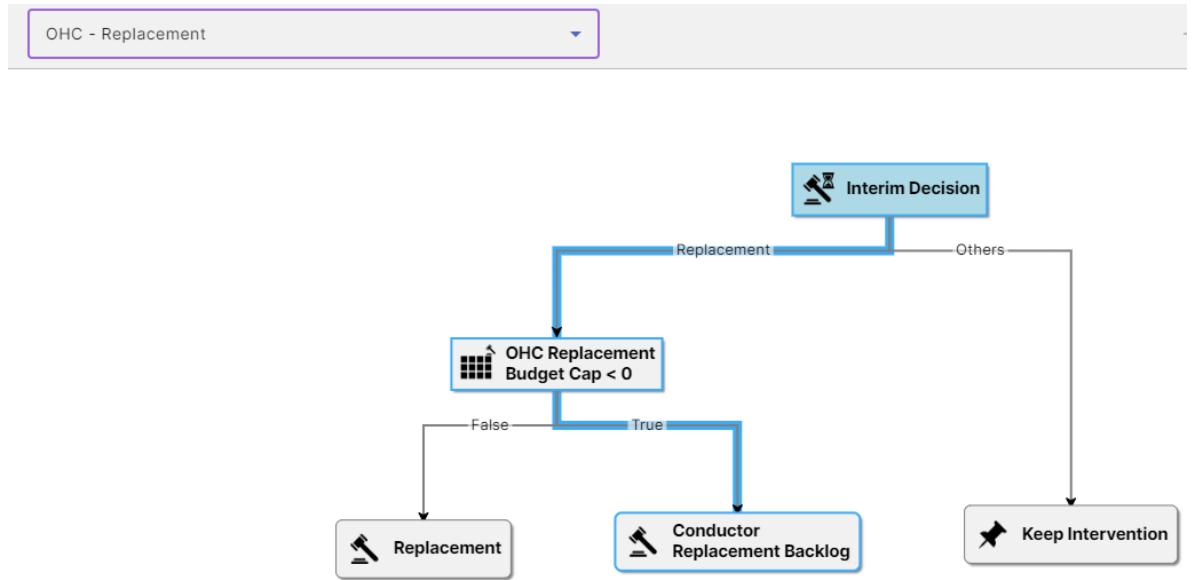 OHC - Replacement
Interim Decision
Replacement
Others
OHC Replacement
Budget Cap < 0
False
True
Replacement
Conductor
Replacement Backlog
Keep Intervention